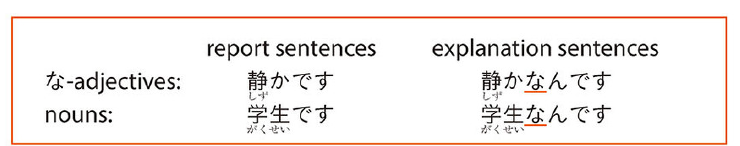 report sentences explanation sentences
な-adjectives: 静かです 静かなんです
しず しず
nouns: 学生です 学生なんです
がくせい がくせい